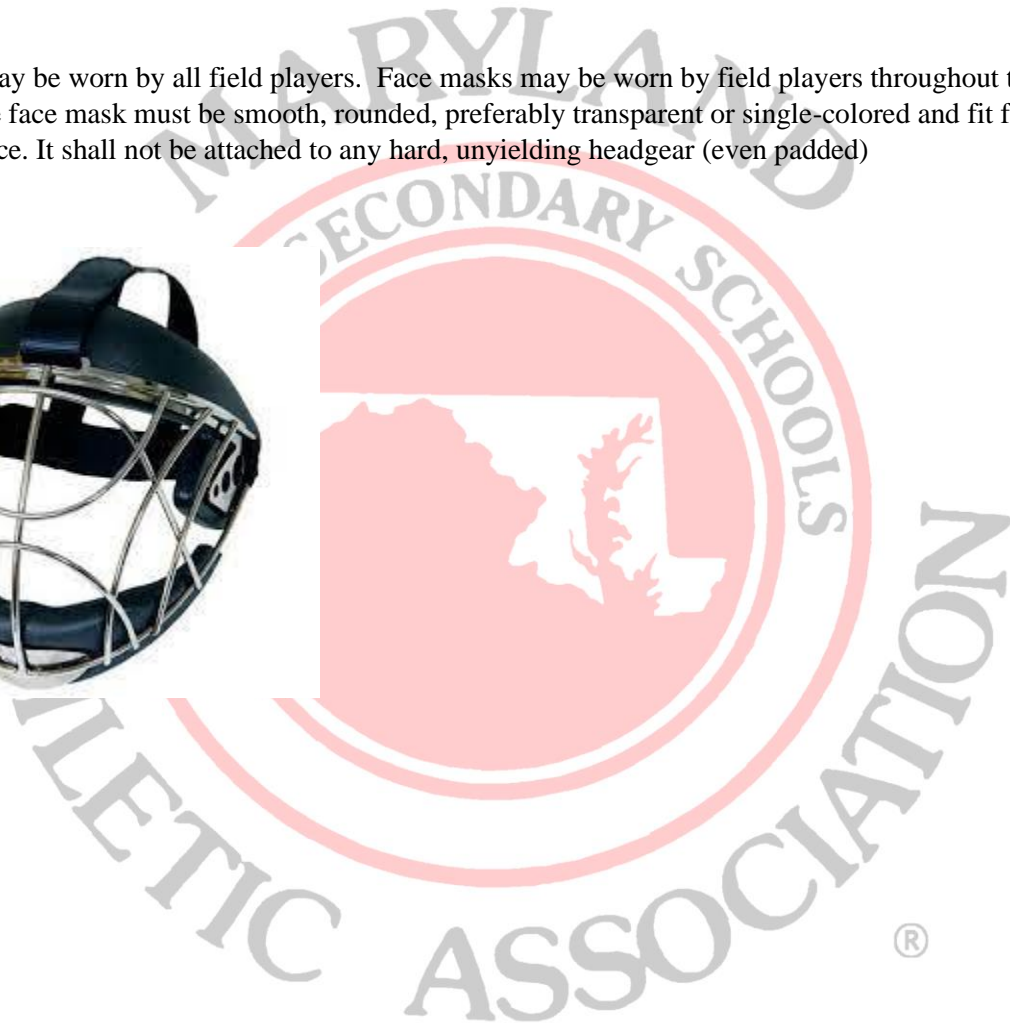 ay be worn by all field players.  Face masks may be worn by field players throughout t
face mask must be smooth, rounded, preferably transparent or single-colored and fit f
ce. It shall not be attached to any hard, unyielding headgear (even padded)
MARYLAND
SECONDARY SCHOOLS
LETIC ASSOCIATION
®